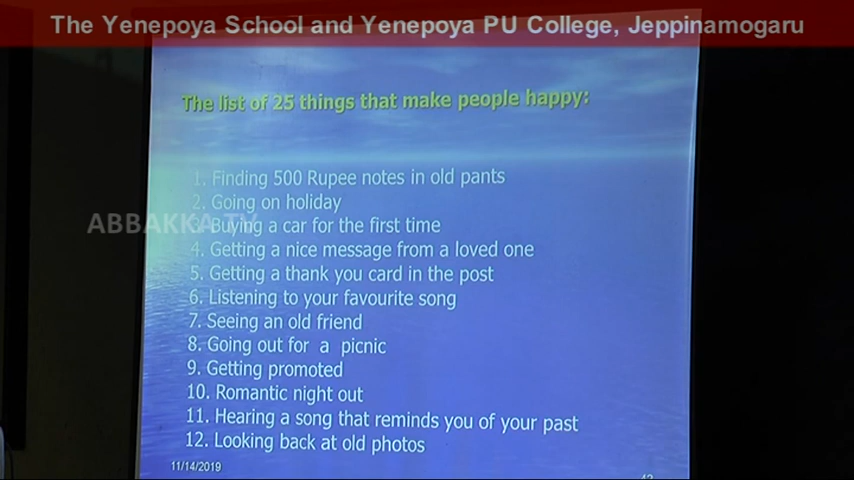 The Yenepoya School and Yenepoya PU College, Jeppinamogaru
The list of 25 things that make people happy:
1. Finding 500 Rupee notes in old pants
2. Going on holiday
ABBAKKA TV
3. Buying a car for the first time
4. Getting a nice message from a loved one
5. Getting a thank you card in the post
6. Listening to your favourite song
7. Seeing an old friend
8. Going out for a picnic
9. Getting promoted
10. Romantic night out
11. Hearing a song that reminds you of your past
12. Looking back at old photos
11/14/2019